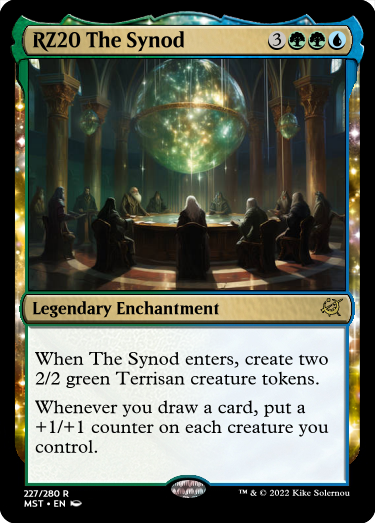 RZ20 The Synod 3
Legendary Enchantment
When The Synod enters, create two
2/2 green Terrisan creature tokens.
Whenever you draw a card, put a
+1/+1 counter on each creature you
control.
227/280 R
MST • EN
™ & © 2022 Kike Solernou